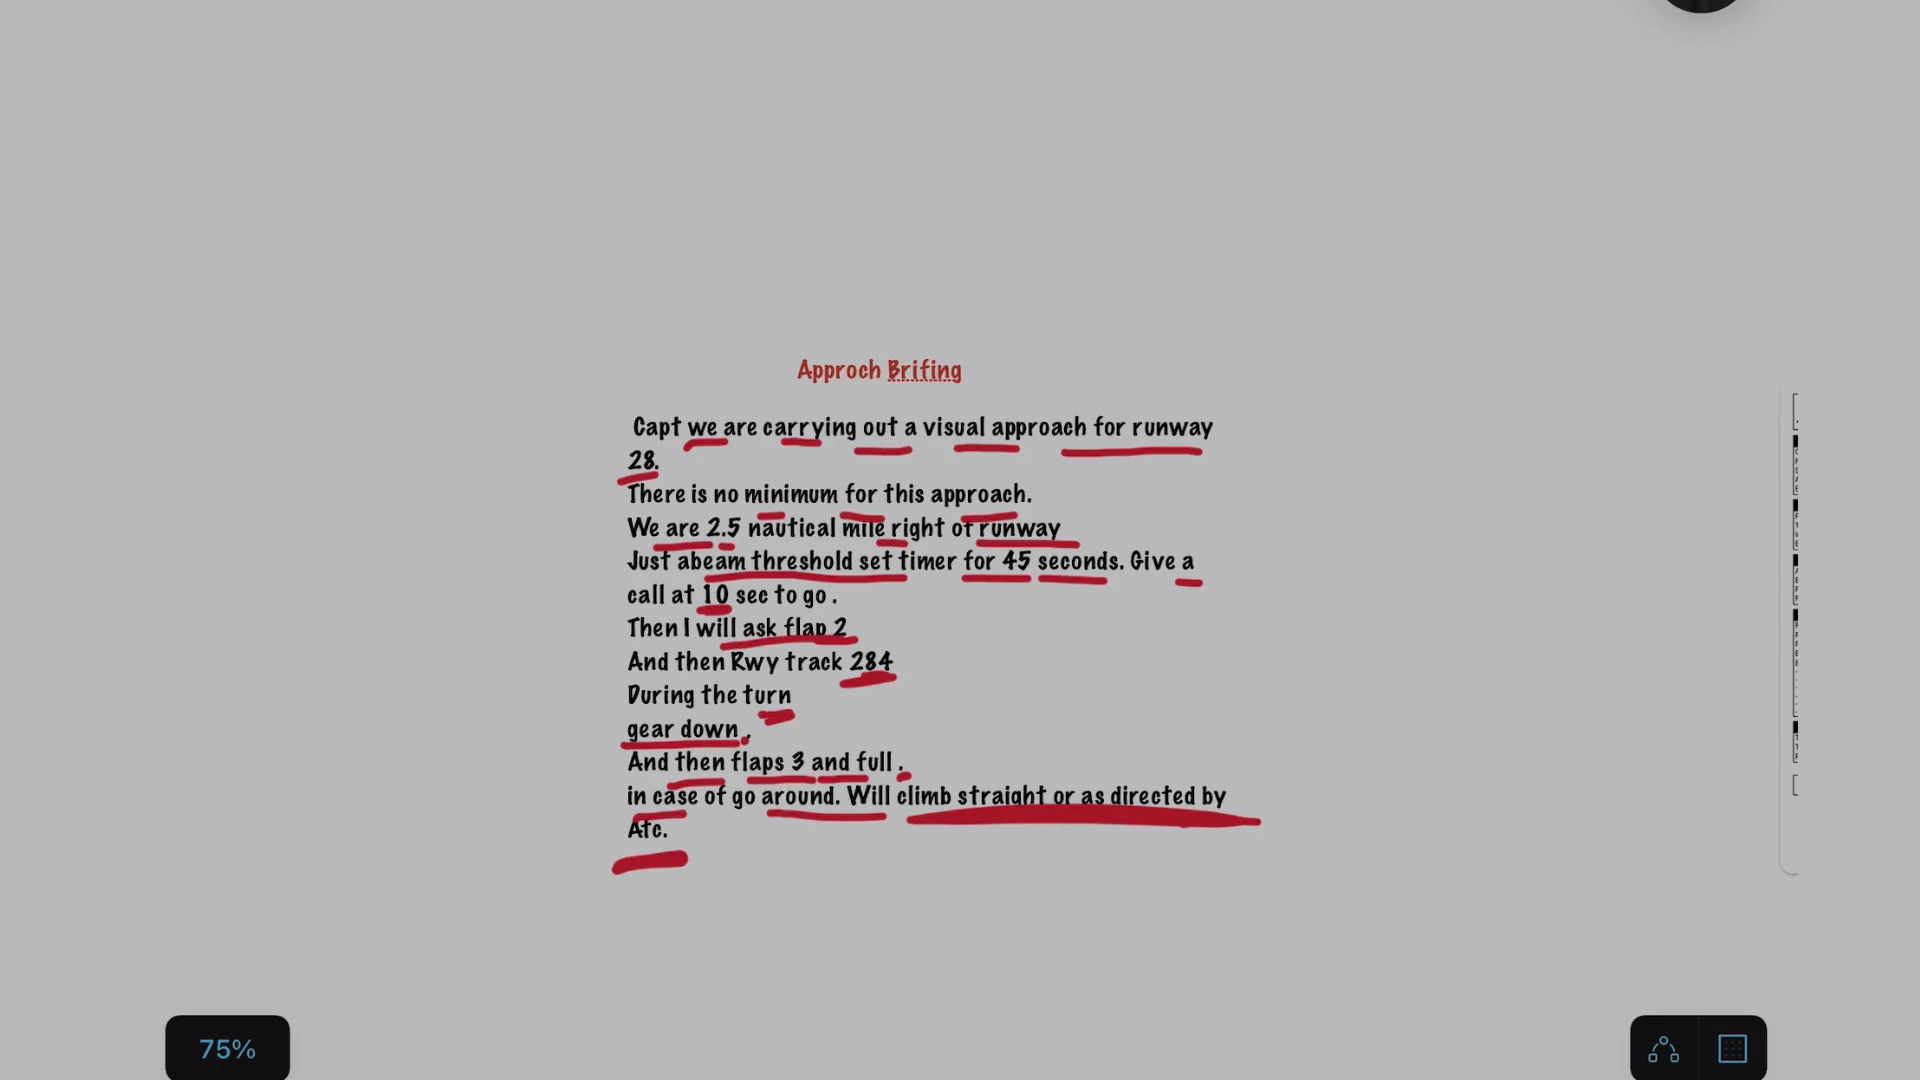 Approch Brifing
Capt we are carrying out a visual approach for runway
28.
There is no minimum for this approach.
We are 2.5 nautical mile right of runway
Just abeam threshold set timer for 45 seconds. Give a
call at 10 sec to go .
Then I will ask flap 2
And then Rwy track 284
During the turn
gear down .
And then flaps 3 and full .
in case of go around. Will climb straight or as directed by
Atc.
75%